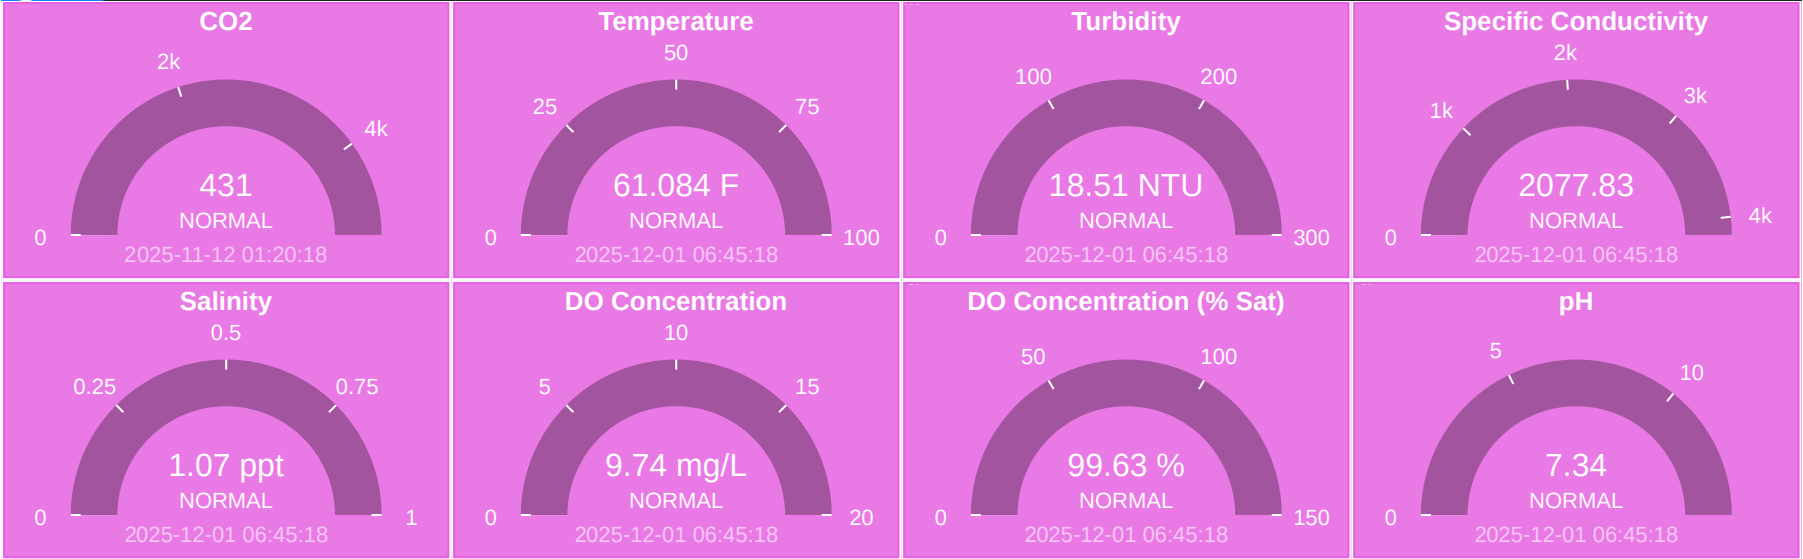 CO2
2k
4k
0
431
NORMAL
2025-11-12 01:20:18
Temperature
50
25
75
0
100
61.084 F
NORMAL
2025-12-01 06:45:18
Turbidity
100
200
0
300
18.51 NTU
NORMAL
2025-12-01 06:45:18
Specific Conductivity
2k
1k
3k
4k
0
2077.83
NORMAL
2025-12-01 06:45:18
Salinity
0.5
0.25
0.75
0
1
1.07 ppt
NORMAL
2025-12-01 06:45:18
DO Concentration
10
5
15
0
20
9.74 mg/L
NORMAL
2025-12-01 06:45:18
DO Concentration (% Sat)
50
100
0
150
99.63 %
NORMAL
2025-12-01 06:45:18
pH
5
10
0
7.34
NORMAL
2025-12-01 06:45:18